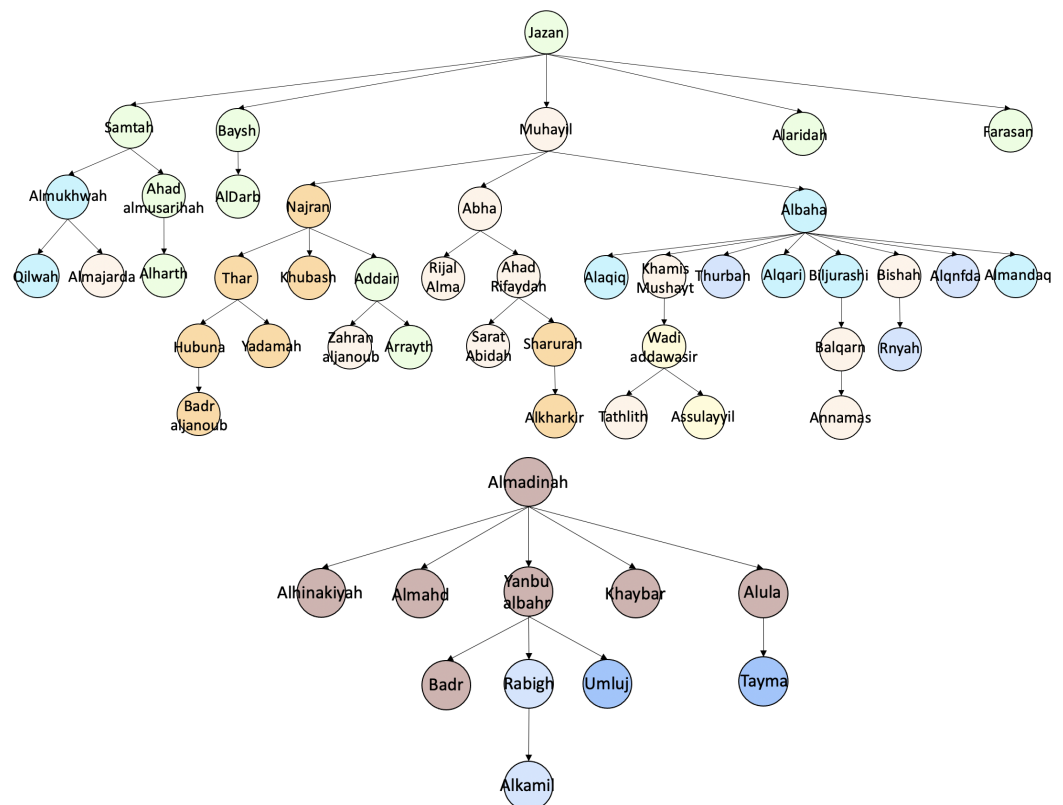 Jazan
Samtah
Baysh
Muhayil
Alaridah
Farasan
Almukhwah
Ahad
almusarihah
AlDarb
Najran
Abha
Albaha
Qilwah
Almajarda
Alharth
Thar
Khubash
Addair
Rijal
Alma
Ahad
Rifaydah
Alaqiq
Khamis
Mushayt
Thurbah
Alqari
Biljurashi
Bishah
Alqnfda
Almandaq
Hubuna
Yadamah
Zahran
aljanoub
Arrayth
Sarat
Abidah
Sharurah
Wadi
addawasir
Balqarn
Rnyah
Badr
aljanoub
Alkharkir
Tathlith
Assulayyil
Annamas
Almadinah
Alhinakiyah
Almahd
Yanbu
albahr
Khaybar
Alula
Badr
Rabigh
Umluj
Tayma
Alkamil